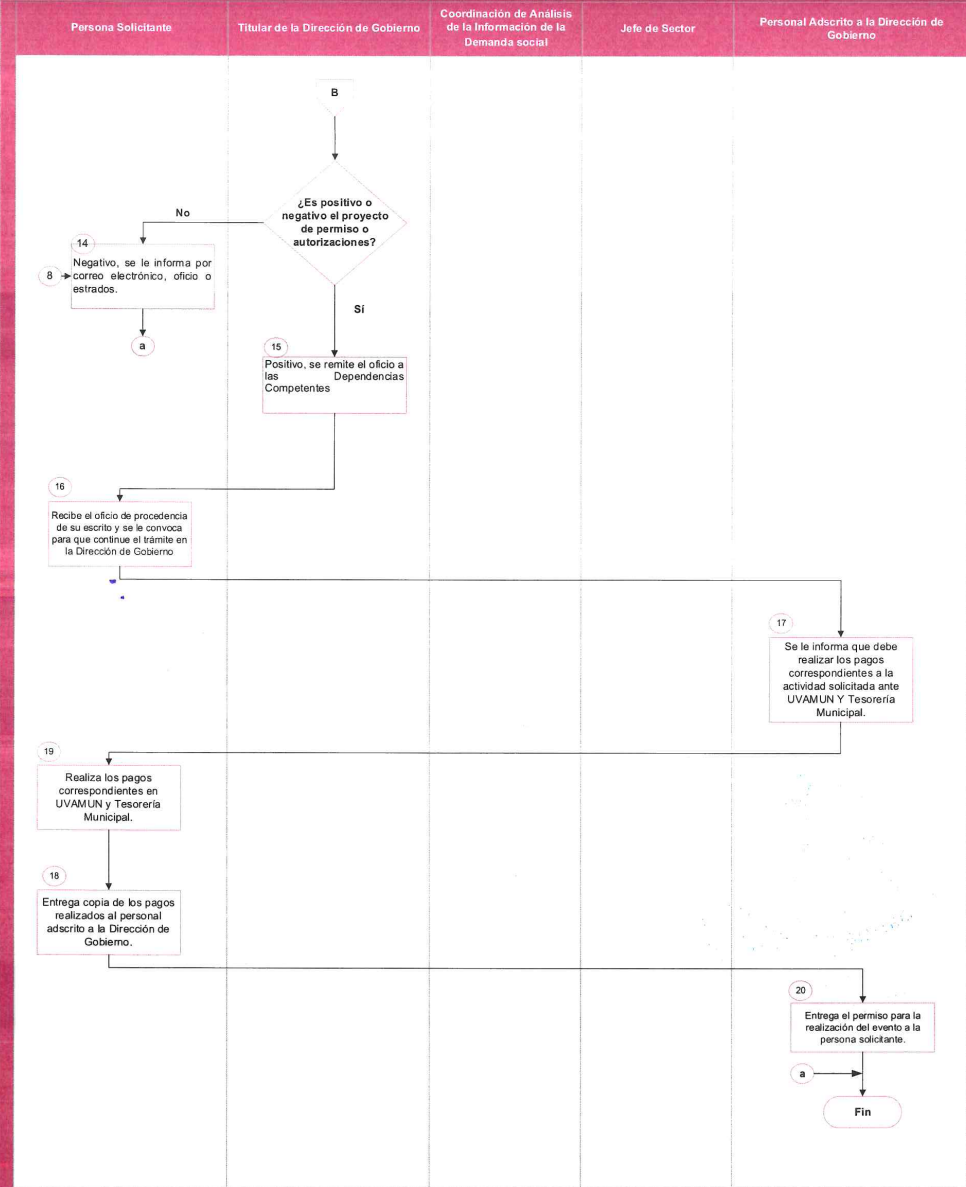 Persona Solicitante
Titular de la Dirección de Gobierno
Coordinación de Análisis
de la Información de la
Demanda social
Jefe de Sector
Personal Adscrito a la Dirección de
Gobierno
B
¿Es positivo o
negativo el proyecto
de permiso o
autorizaciones?
No
14
Negativo, se le informa por
correo electrónico, oficio o
estrados.
8
a
Sí
15
Positivo, se remite el oficio a
las Dependencias
Competentes
16
Recibe el oficio de procedencia
de su escrito y se le convoca
para que continue el trámite en
la Dirección de Gobierno
17
Se le informa que debe
realizar los pagos
correspondientes a la
actividad solicitada ante
UVAMUN Y Tesorería
Municipal.
19
Realiza los pagos
correspondientes en
UVAMUN y Tesorería
Municipal.
18
Entrega copia de los pagos
realizados al personal
adscrito a la Dirección de
Gobierno.
20
Entrega el permiso para la
realización del evento a la
persona solicitante.
a
Fin